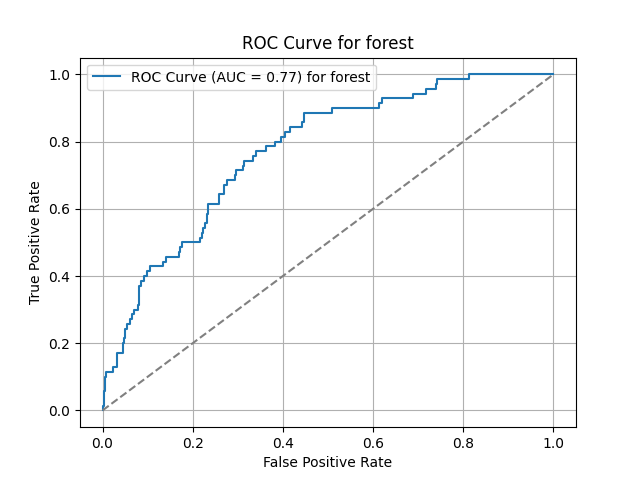 ROC Curve for forest
ROC Curve (AUC = 0.77) for forest
1.0
0.8
0.6
0.4
0.2
0.0
True Positive Rate
0.0 0.2 0.4 0.6 0.8 1.0
False Positive Rate